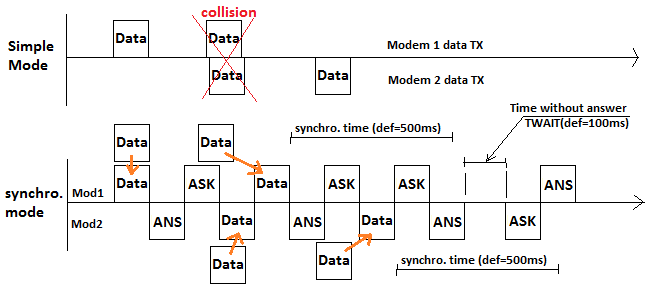 collision
Simple
Mode
Data
Data
Modem 1 data TX
Data
Data
Modem 2 data TX
Time without answer
TWAIT(def=100ms)
synchro. time (def=500ms)
Data
Data
synchro.
mode
Mod1
Data
ASK
Data
ASK
ASK
ANS
Mod2
ANS
Data
ANS
Data
ANS
ASK
Data
Data
synchro. time (def=500ms)